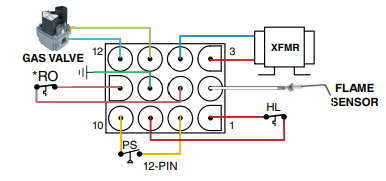 GAS VALVE
12
3
XFMR
*RO
FLAME
SENSOR
HL
10
1
PS
12-PIN